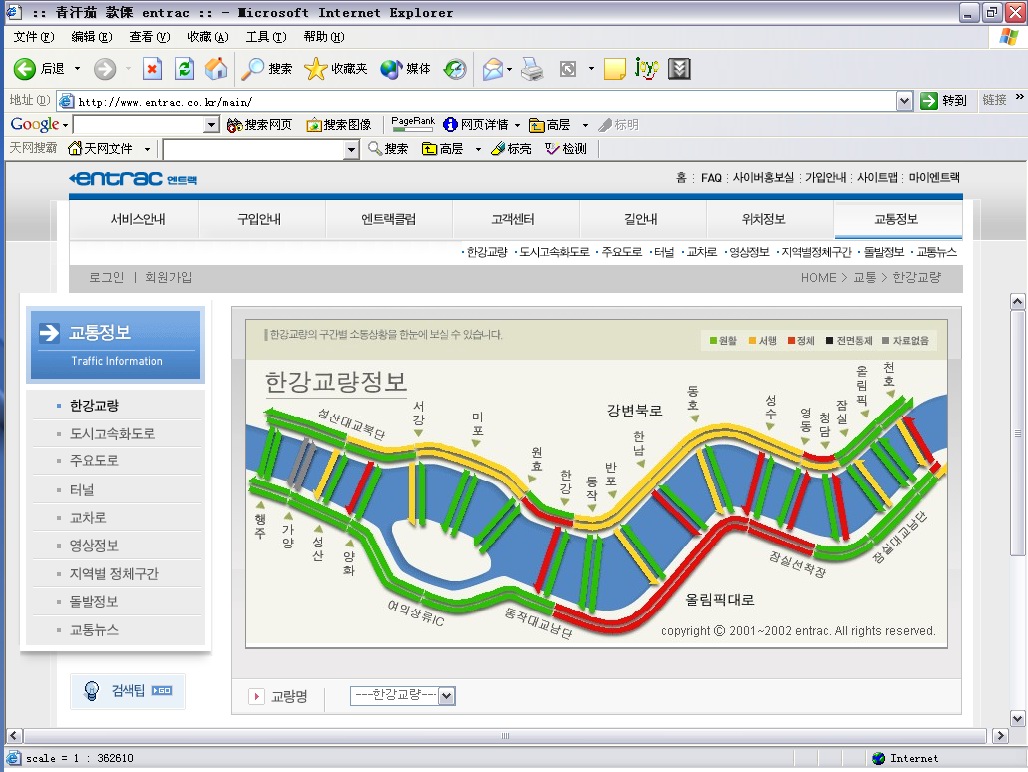 :: 青汗茄 款傈 entrac :: - Microsoft Internet Explorer
文件(F) 编辑(E) 查看(V) 收藏(A) 工具(T) 帮助(H)
后退 搜索 收藏夹 媒体
地址(D) http://www.entrac.co.kr/main/ 转到 链接 »
Google 搜索网页 搜索图像 PageRank 网页详情 高层 标明
天网搜霸 天网文件 搜索 高层 标亮 检测
entrac 엔트랙 홈 : FAQ : 사이버홍보실 : 가입안내 : 사이트맵 : 마이엔트랙
서비스안내 구입안내 엔트랙클럽 고객센터 길안내 위치정보 교통정보
·한강교량 ·도시고속화도로 ·주요도로 ·터널 ·교차로 ·영상정보 ·지역별정체구간 ·돌발정보 ·교통뉴스
로그인 | 회원가입 HOME > 교통 > 한강교량
교통정보
Traffic Information
한강교량
도시고속화도로
주요도로
터널
교차로
영상정보
지역별 정체구간
돌발정보
교통뉴스
검색팁 GO
한강교량의 구간별 소통상황을 한눈에 보실 수 있습니다.
원활 서행 정체 전면통제 자료없음
한강교량정보
성산대교북단
서강
미포
원효
한강
동작
반포
한남
강변북로
동호
성수
영동
청담
잠실
올림픽
천호
행주
가양
성산
양화
여의상류IC
동작대교남단
올림픽대로
잠실선착장
잠실대교남단
copyright © 2001~2002 entrac. All rights reserved.
교량명 ---한강교량---
scale = 1 : 362610 Internet